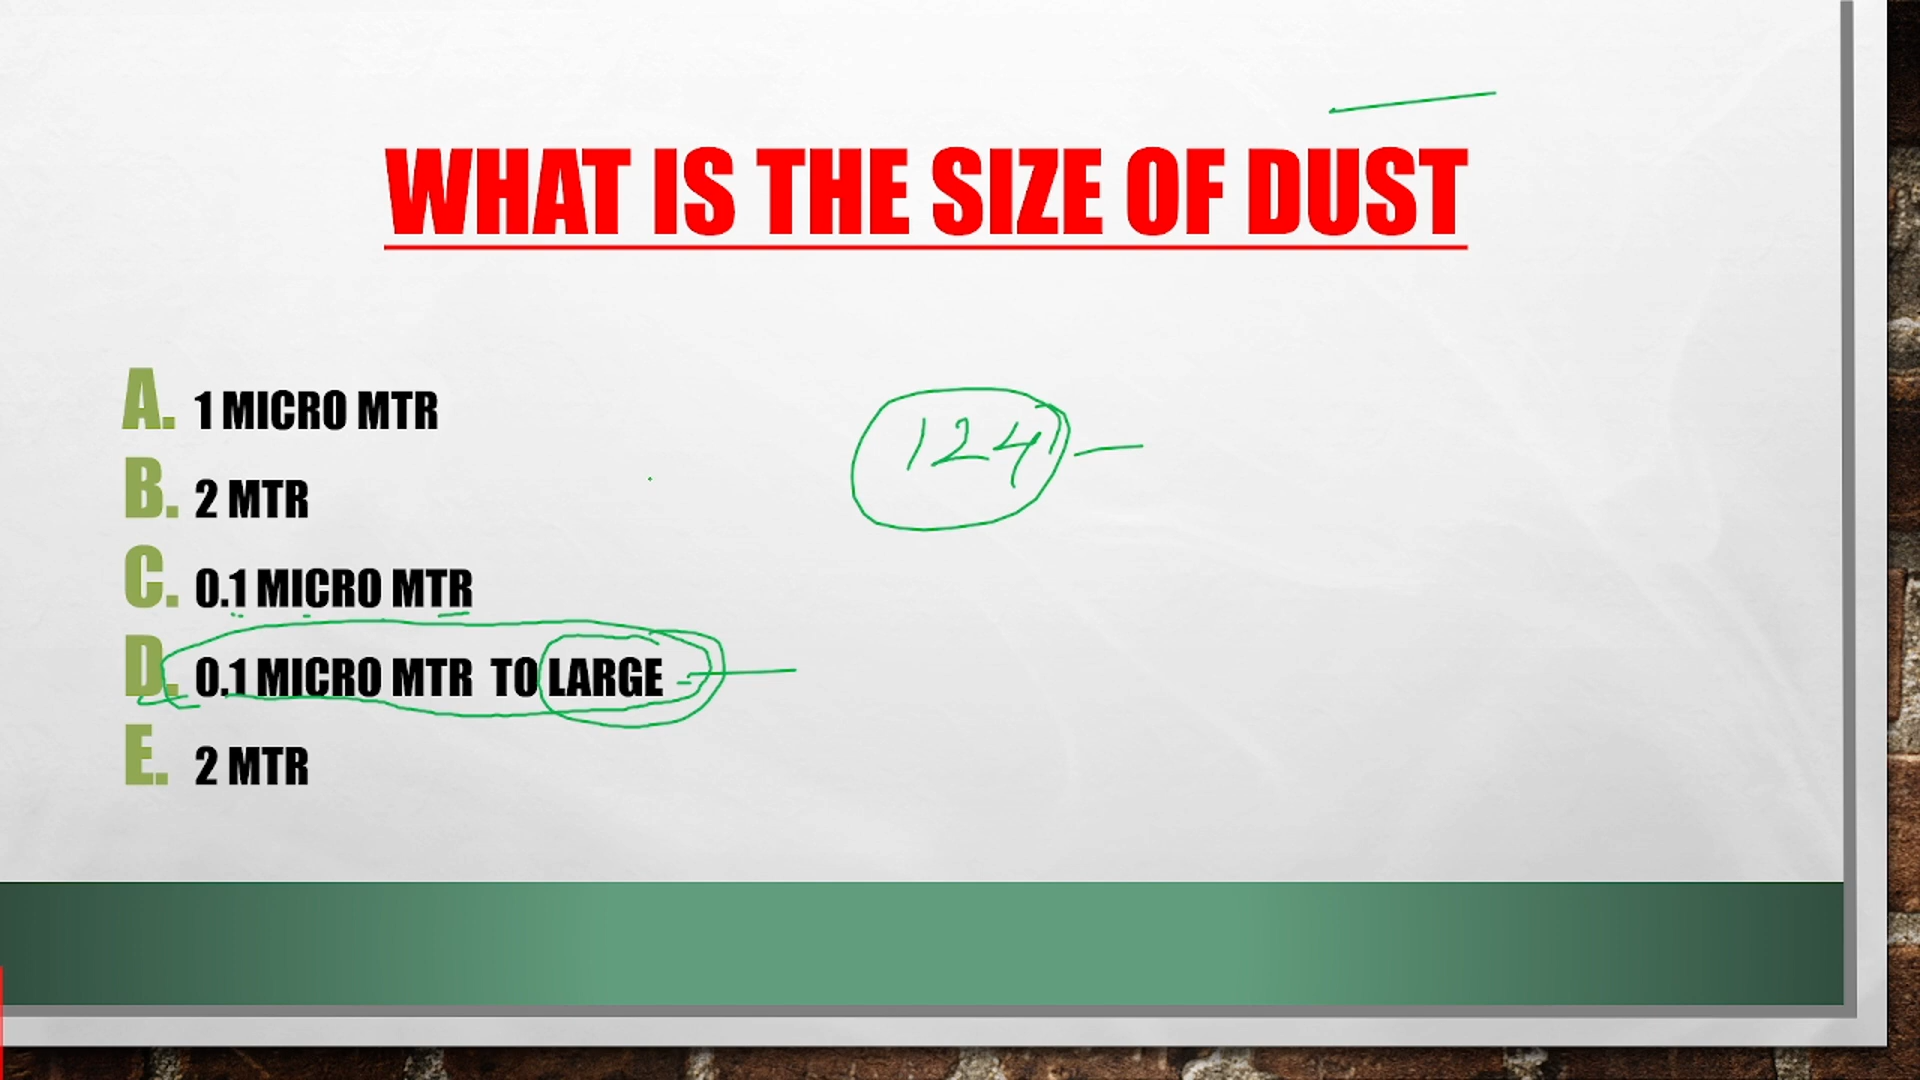 WHAT IS THE SIZE OF DUST
A. 1 MICRO MTR
B. 2 MTR
124
C. 0.1 MICRO MTR
D. 0.1 MICRO MTR TO LARGE
E. 2 MTR